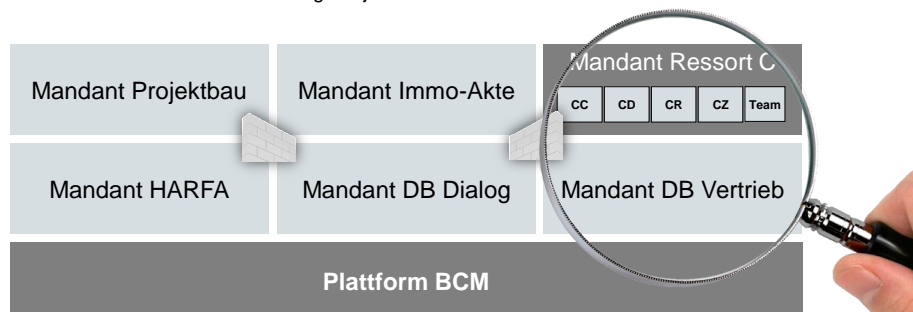 Mandant Projektbau
Mandant Immo-Akte
Mandant Ressort C
CC CD CR CZ Team
Mandant HARFA
Mandant DB Dialog
Mandant DB Vertrieb
Plattform BCM